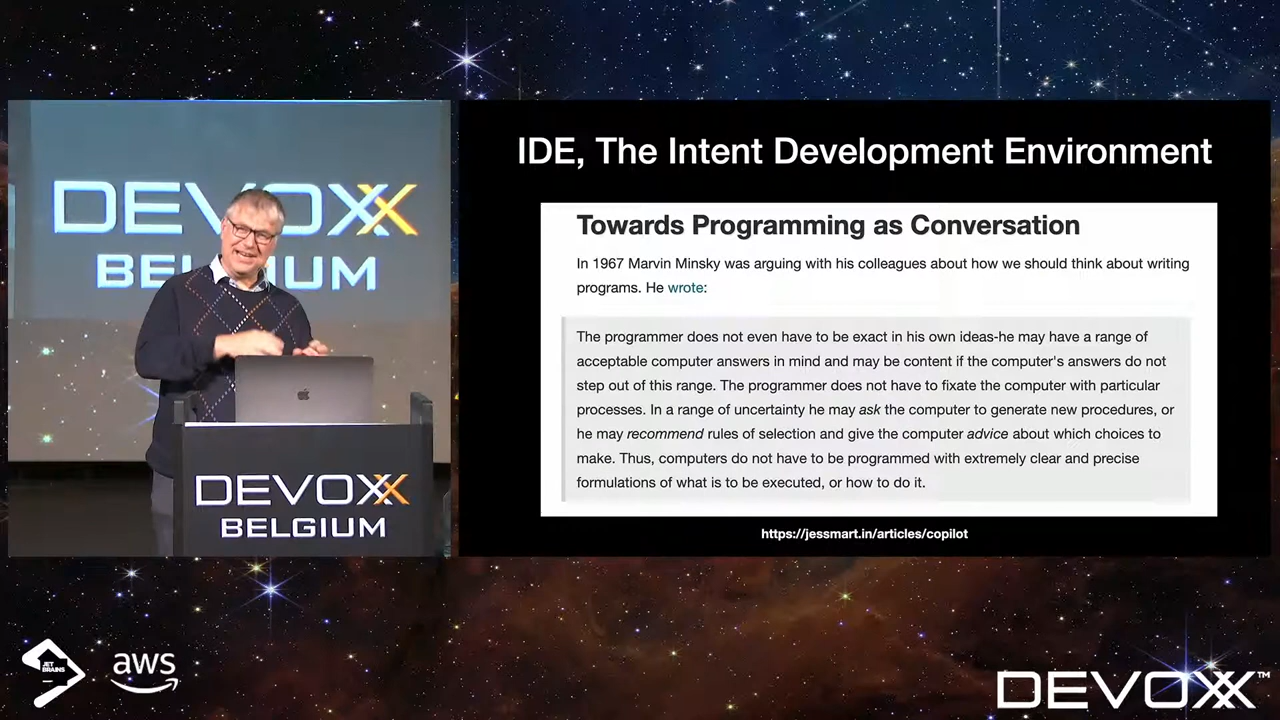 DEVOXX
BELGIUM
DEVOXX
BELGIUM
IDE, The Intent Development Environment
Towards Programming as Conversation
In 1967 Marvin Minsky was arguing with his colleagues about how we should think about writing
programs. He wrote:
The programmer does not even have to be exact in his own ideas-he may have a range of
acceptable computer answers in mind and may be content if the computer's answers do not
step out of this range. The programmer does not have to fixate the computer with particular
processes. In a range of uncertainty he may ask the computer to generate new procedures, or
he may recommend rules of selection and give the computer advice about which choices to
make. Thus, computers do not have to be programmed with extremely clear and precise
formulations of what is to be executed, or how to do it.
https://jessmart.in/articles/copilot
JET
BRAINS
aws
DEVOXX™